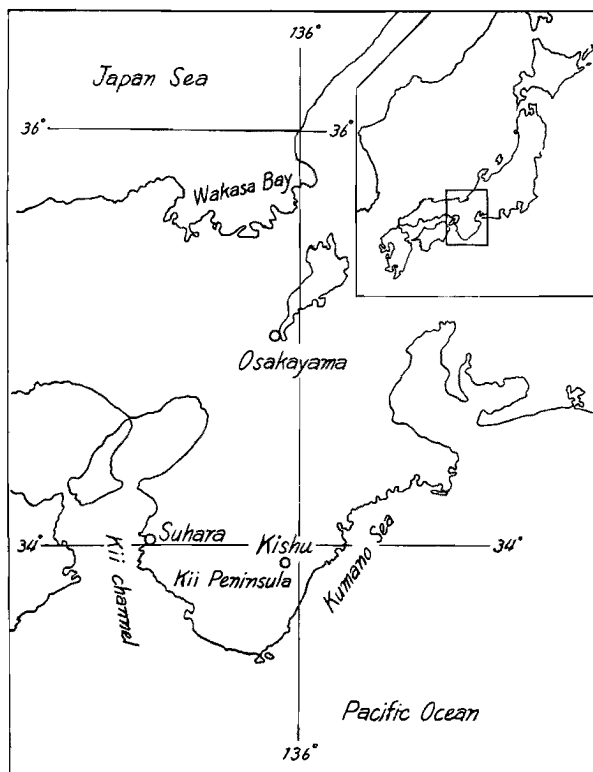 136°
Japan Sea
36°
36°
Wakasa Bay
Osakayama
Suhara
34°
Kishu
34°
Kii Peninsula
Kii channel
Kumano Sea
Pacific Ocean
136°